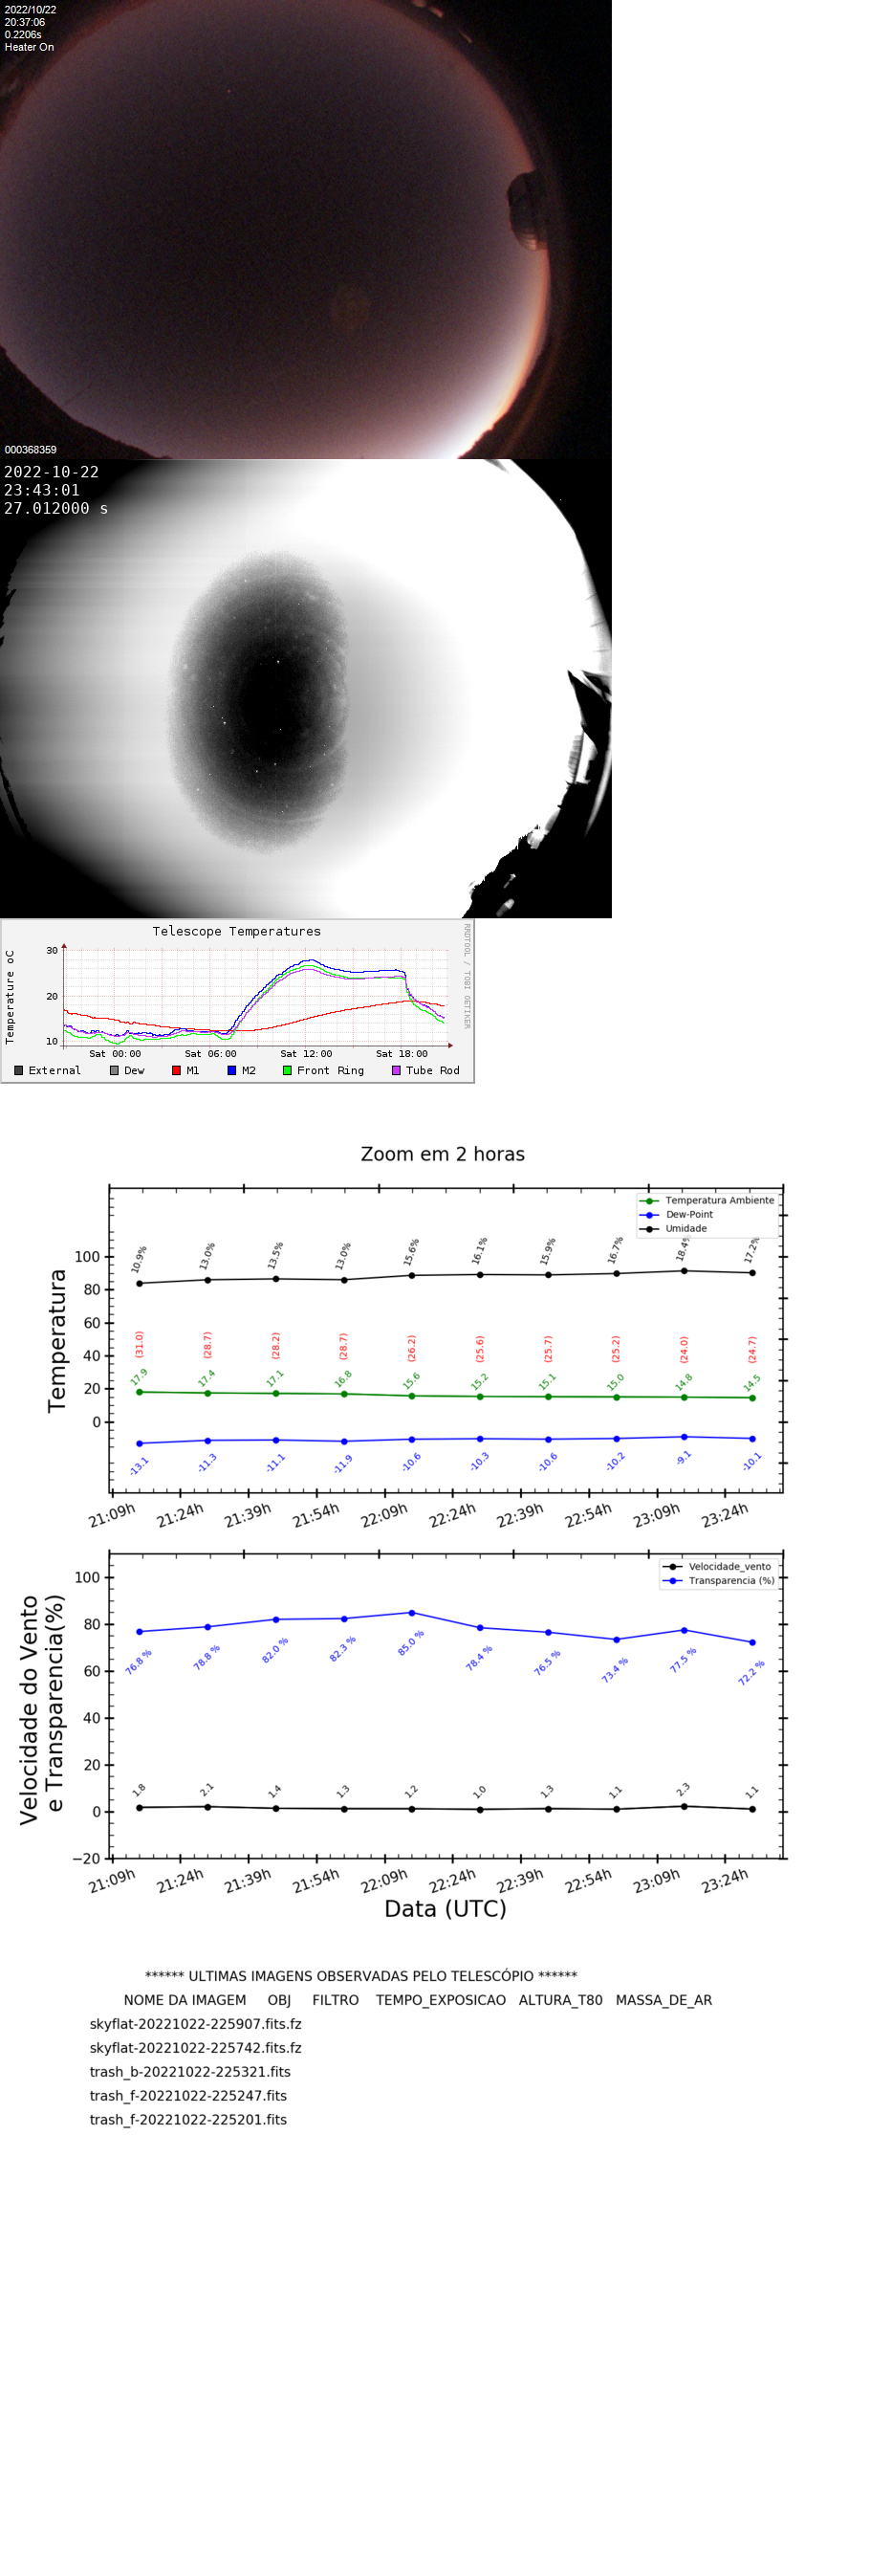 2022/10/22
20:37:06
0.2206s
Heater On
000368359
2022-10-22
23:43:01
27.012000 s
Telescope Temperatures
RRDTOOL / TOBI OETIKER
Temperature oC
30
20
10
Sat 00:00 Sat 06:00 Sat 12:00 Sat 18:00
External Dew M1 M2 Front Ring Tube Rod
Zoom em 2 horas
Temperatura Ambiente
Dew-Point
Umidade
10.9% 13.0% 13.5% 13.0% 15.6% 16.1% 15.9% 16.7% 18.4% 17.2%
Temperatura
100
80
60
40
20
0
(31.0) (28.7) (28.2) (28.7) (26.2) (25.6) (25.7) (25.2) (24.0) (24.7)
17.9 17.4 17.1 16.8 15.6 15.2 15.1 15.0 14.8 14.5
-13.1 -11.3 -11.1 -11.9 -10.6 -10.3 -10.6 -10.2 -9.1 -10.1
21:09h 21:24h 21:39h 21:54h 22:09h 22:24h 22:39h 22:54h 23:09h 23:24h
Velocidade_vento
Transparencia (%)
Velocidade do Vento
e Transparencia(%)
100
80
60
40
20
0
−20
76.8 % 78.8 % 82.0 % 82.3 % 85.0 % 78.4 % 76.5 % 73.4 % 77.5 % 72.2 %
1.8 2.1 1.4 1.3 1.2 1.0 1.3 1.1 2.3 1.1
21:09h 21:24h 21:39h 21:54h 22:09h 22:24h 22:39h 22:54h 23:09h 23:24h
Data (UTC)
****** ULTIMAS IMAGENS OBSERVADAS PELO TELESCÓPIO ******
NOME DA IMAGEM OBJ FILTRO TEMPO_EXPOSICAO ALTURA_T80 MASSA_DE_AR
skyflat-20221022-225907.fits.fz
skyflat-20221022-225742.fits.fz
trash_b-20221022-225321.fits
trash_f-20221022-225247.fits
trash_f-20221022-225201.fits